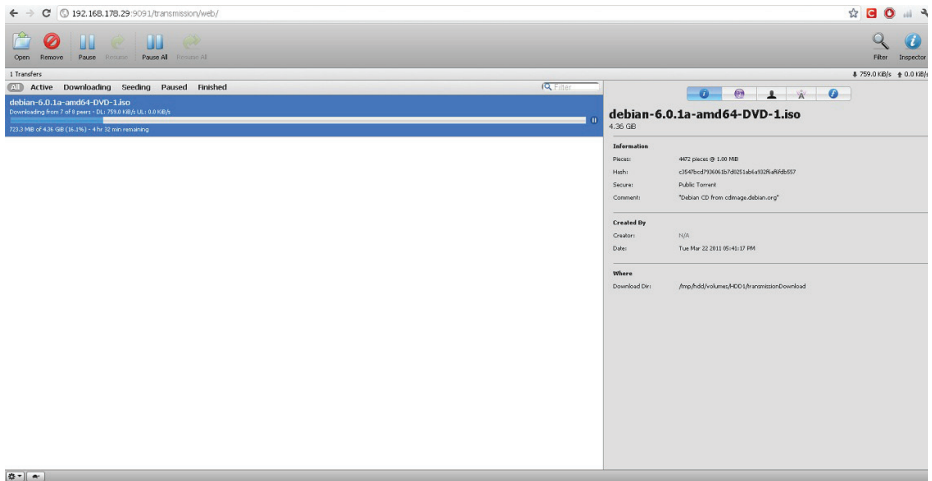 192.168.178.29:9091/transmission/web/
Open Remove Pause Resume Pause All Resume All Filter Inspector
1 Transfers 759.0 KiB/s 0.0 KiB/s
All Active Downloading Seeding Paused Finished Filter
debian-6.0.1a-amd64-DVD-1.iso
Downloading from 7 of 8 peers - DL: 759.0 KiB/s UL: 0.0 KiB/s
723.3 MiB of 4.36 GiB (16.1%) - 4 hr 32 min remaining
debian-6.0.1a-amd64-DVD-1.iso
4.36 GiB
Information
Pieces: 4472 pieces @ 1.00 MiB
Hash:
Secure: Public Torrent
Comment: "Debian CD from cdimage.debian.org"
Created By
Creator: N/A
Date: Tue Mar 22 2011 05:41:17 PM
Where
Download Dir: /tmp/hdd/volumes/HDD1/transmissionDownload